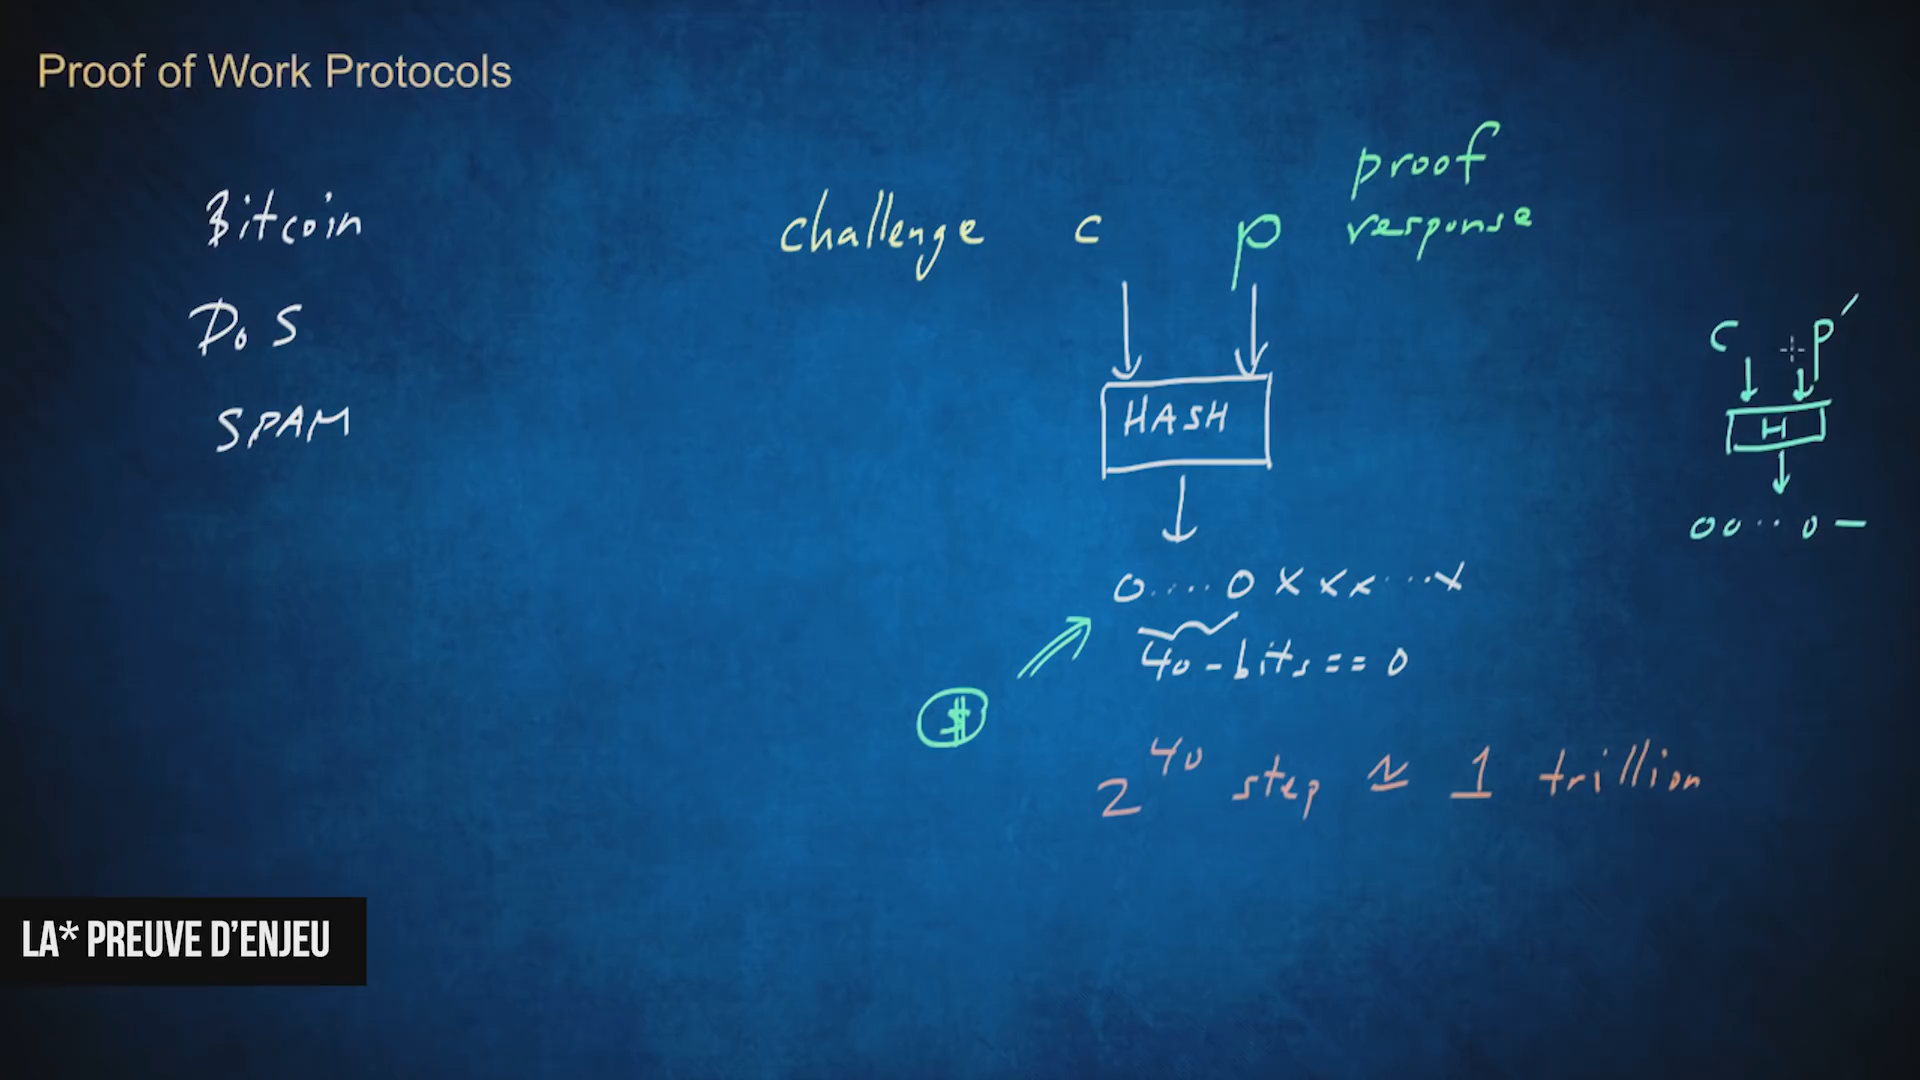 Proof of Work Protocols
Bitcoin
DoS
SPAM
challenge c p proof
response
HASH
0....0xxx...x
40-bits==0
$
2^40 step ≈ 1 trillion
c p'
H
00...0-
LA* PREUVE D'ENJEU